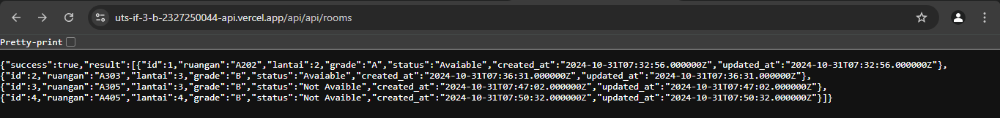 uts-if-3-b-2327250044-api.vercel.app/api/api/rooms
Pretty-print
{"success":true,"result":[{"id":1,"ruangan":"A202","lantai":2,"grade":"A","status":"Avaiable","created_at":"2024-10-31T07:32:56.000000Z","updated_at":"2024-10-31T07:32:56.000000Z"},
{"id":2,"ruangan":"A303","lantai":3,"grade":"B","status":"Avaiable","created_at":"2024-10-31T07:36:31.000000Z","updated_at":"2024-10-31T07:36:31.000000Z"},
{"id":3,"ruangan":"A305","lantai":3,"grade":"B","status":"Not Avaible","created_at":"2024-10-31T07:47:02.000000Z","updated_at":"2024-10-31T07:47:02.000000Z"},
{"id":4,"ruangan":"A405","lantai":4,"grade":"B","status":"Not Avaible","created_at":"2024-10-31T07:50:32.000000Z","updated_at":"2024-10-31T07:50:32.000000Z"}]}